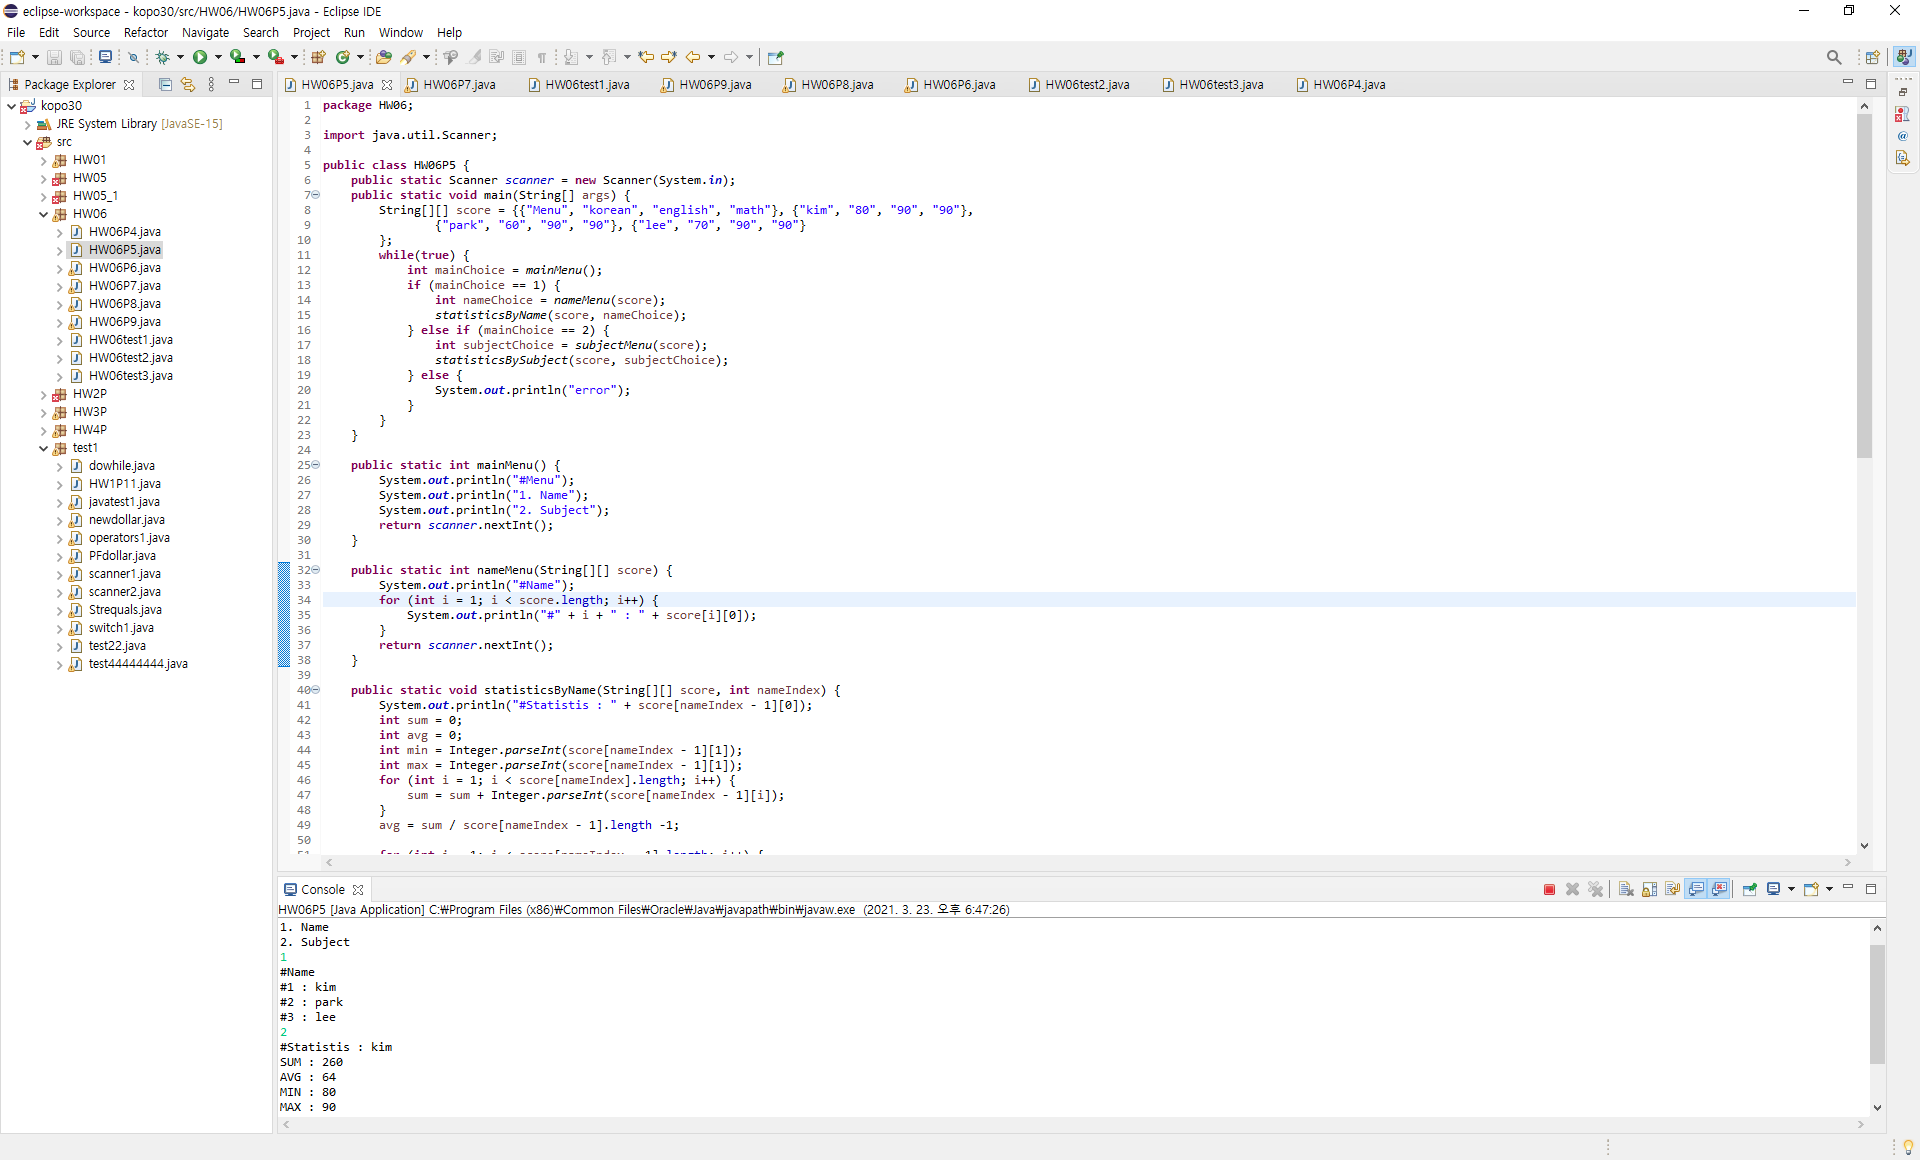 eclipse-workspace - kopo30/src/HW06/HW06P5.java - Eclipse IDE
File Edit Source Refactor Navigate Search Project Run Window Help
Package Explorer
kopo30
JRE System Library [JavaSE-15]
src
HW01
HW05
HW05_1
HW06
HW06P4.java
HW06P5.java
HW06P6.java
HW06P7.java
HW06P8.java
HW06P9.java
HW06test1.java
HW06test2.java
HW06test3.java
HW2P
HW3P
HW4P
test1
dowhile.java
HW1P11.java
javatest1.java
newdollar.java
operators1.java
PFdollar.java
scanner1.java
scanner2.java
Strequals.java
switch1.java
test22.java
test44444444.java
HW06P5.java HW06P7.java HW06test1.java HW06P9.java HW06P8.java HW06P6.java HW06test2.java HW06test3.java HW06P4.java
1 package HW06;
2
3 import java.util.Scanner;
4
5 public class HW06P5 {
6 public static Scanner scanner = new Scanner(System.in);
7 public static void main(String[] args) {
8 String[][] score = {{"Menu", "korean", "english", "math"}, {"kim", "80", "90", "90"},
9 {"park", "60", "90", "90"}, {"lee", "70", "90", "90"}
10 };
11 while(true) {
12 int mainChoice = mainMenu();
13 if (mainChoice == 1) {
14 int nameChoice = nameMenu(score);
15 statisticsByName(score, nameChoice);
16 } else if (mainChoice == 2) {
17 int subjectChoice = subjectMenu(score);
18 statisticsBySubject(score, subjectChoice);
19 } else {
20 System.out.println("error");
21 }
22 }
23 }
24
25 public static int mainMenu() {
26 System.out.println("#Menu");
27 System.out.println("1. Name");
28 System.out.println("2. Subject");
29 return scanner.nextInt();
30 }
31
32 public static int nameMenu(String[][] score) {
33 System.out.println("#Name");
34 for (int i = 1; i < score.length; i++) {
35 System.out.println("#" + i + " : " + score[i][0]);
36 }
37 return scanner.nextInt();
38 }
39
40 public static void statisticsByName(String[][] score, int nameIndex) {
41 System.out.println("#Statistis : " + score[nameIndex - 1][0]);
42 int sum = 0;
43 int avg = 0;
44 int min = Integer.parseInt(score[nameIndex - 1][1]);
45 int max = Integer.parseInt(score[nameIndex - 1][1]);
46 for (int i = 1; i < score[nameIndex].length; i++) {
47 sum = sum + Integer.parseInt(score[nameIndex - 1][i]);
48 }
49 avg = sum / score[nameIndex - 1].length -1;
50
51 for (int i = 1; i < score[nameIndex - 1].length; i++) {
Console
HW06P5 [Java Application] C:₩Program Files (x86)₩Common Files₩Oracle₩Java₩javapath₩bin₩javaw.exe (2021. 3. 23. 오후 6:47:26)
1. Name
2. Subject
1
#Name
#1 : kim
#2 : park
#3 : lee
2
#Statistis : kim
SUM : 260
AVG : 64
MIN : 80
MAX : 90